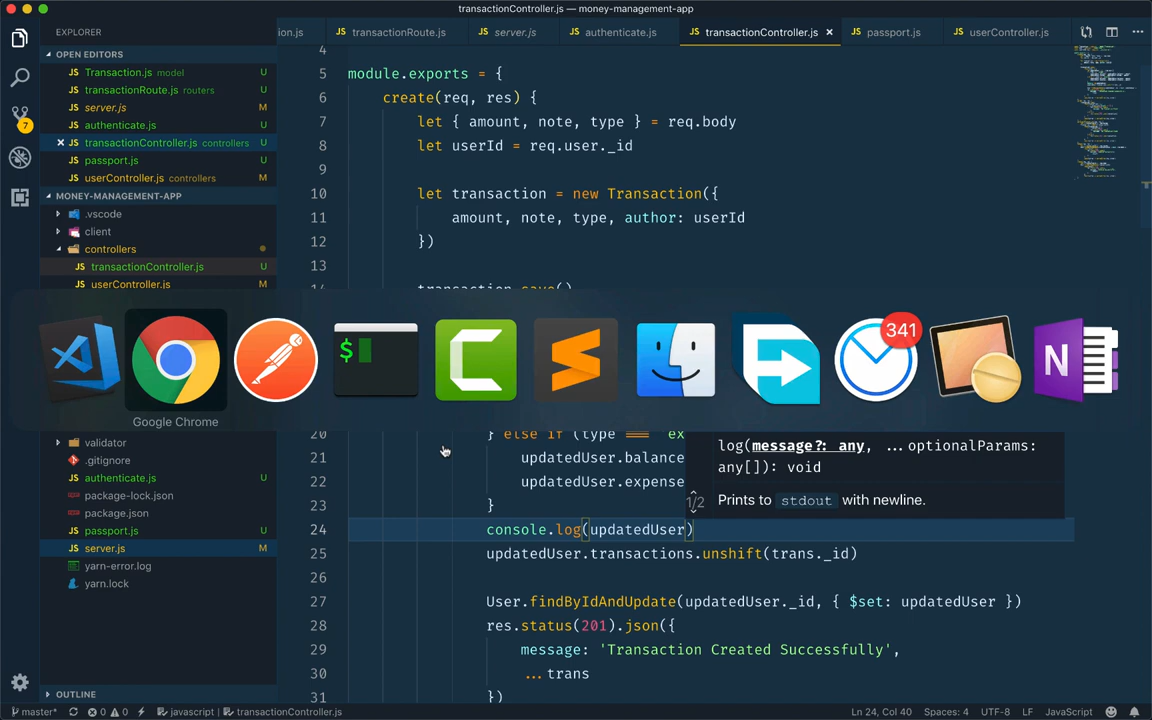 transactionController.js — money-management-app
EXPLORER
ion.js
transactionRoute.js
server.js
authenticate.js
transactionController.js
passport.js
userController.js
OPEN EDITORS
Transaction.js model U
transactionRoute.js routers U
server.js M
authenticate.js U
transactionController.js controllers U
passport.js U
userController.js controllers M
MONEY-MANAGEMENT-APP
.vscode
client
controllers
transactionController.js U
userController.js M
4
5 module.exports = {
6 create(req, res) {
7 let { amount, note, type } = req.body
8 let userId = req.user._id
9
10 let transaction = new Transaction({
11 amount, note, type, author: userId
12 })
13
14 transaction.save()
$
341
N
Google Chrome
20 } else if (type === 'ex
21 updatedUser.balance
22 updatedUser.expense
23 }
24 console.log(updatedUser)
25 updatedUser.transactions.unshift(trans._id)
26
27 User.findByIdAndUpdate(updatedUser._id, { $set: updatedUser })
28 res.status(201).json({
29 message: 'Transaction Created Successfully',
30 ...trans
31 })
log(message?: any, ...optionalParams:
any[]): void
1/2 Prints to stdout with newline.
validator
.gitignore
authenticate.js U
package-lock.json
package.json
passport.js U
server.js M
yarn-error.log
yarn.lock
OUTLINE
7
master* 0 0 javascript | transactionController.js
Ln 24, Col 40 Spaces: 4 UTF-8 LF JavaScript